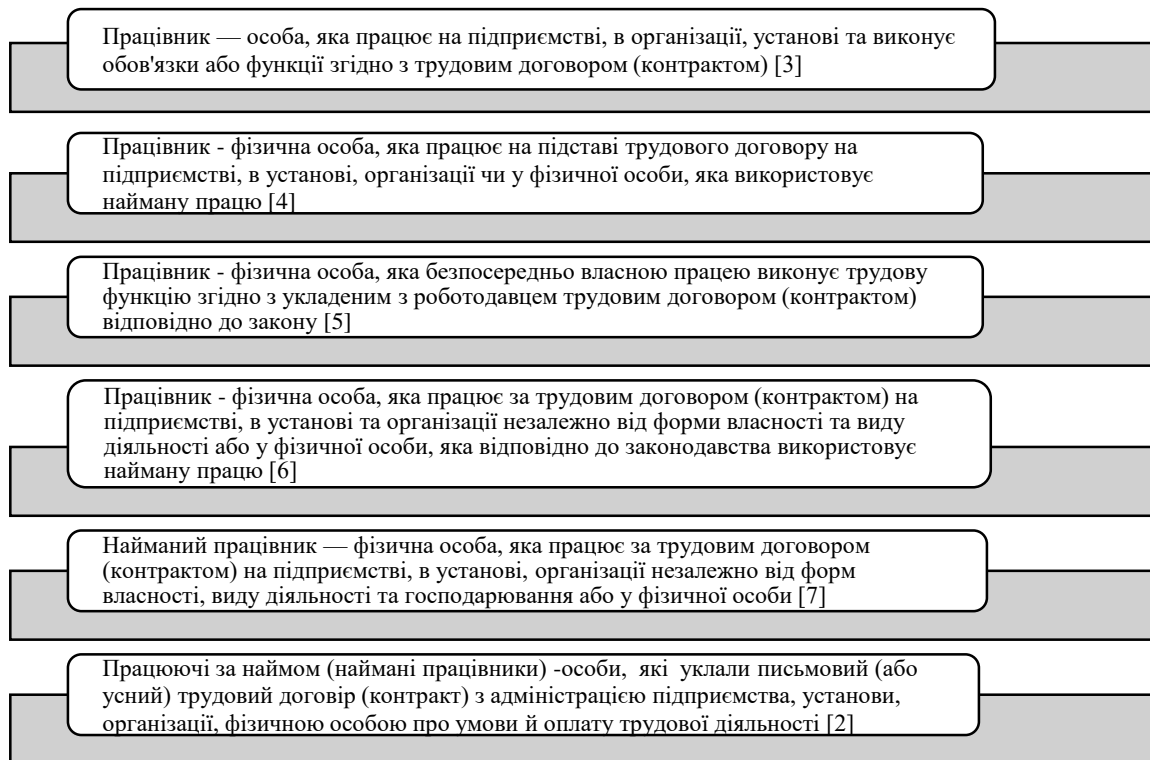 Працівник — особа, яка працює на підприємстві, в організації, установі та виконує
обов'язки або функції згідно з трудовим договором (контрактом) [3]
Працівник - фізична особа, яка працює на підставі трудового договору на
підприємстві, в установі, організації чи у фізичної особи, яка використовує
найману працю [4]
Працівник - фізична особа, яка безпосередньо власною працею виконує трудову
функцію згідно з укладеним з роботодавцем трудовим договором (контрактом)
відповідно до закону [5]
Працівник - фізична особа, яка працює за трудовим договором (контрактом) на
підприємстві, в установі та організації незалежно від форми власності та виду
діяльності або у фізичної особи, яка відповідно до законодавства використовує
найману працю [6]
Найманий працівник — фізична особа, яка працює за трудовим договором
(контрактом) на підприємстві, в установі, організації незалежно від форм
власності, виду діяльності та господарювання або у фізичної особи [7]
Працюючі за наймом (наймані працівники) -особи, які уклали письмовий (або
усний) трудовий договір (контракт) з адміністрацією підприємства, установи,
організації, фізичною особою про умови й оплату трудової діяльності [2]